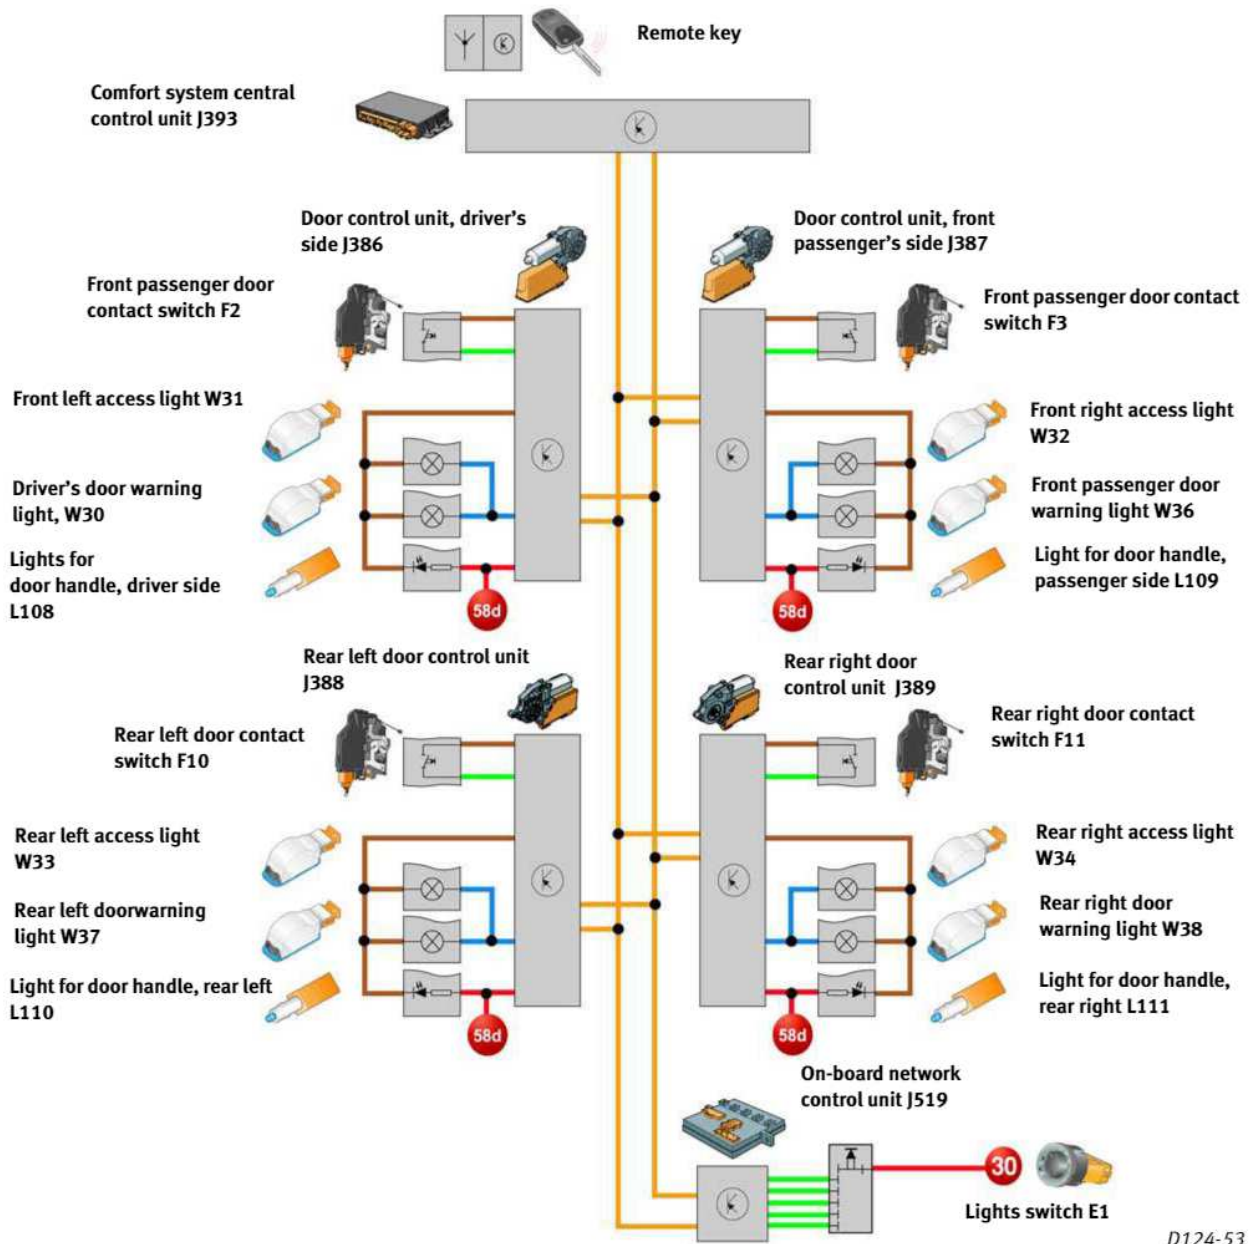 Remote key
Comfort system central
control unit J393
Door control unit, driver's
side J386
Door control unit, front
passenger's side J387
Front passenger door
contact switch F2
Front passenger door contact
switch F3
Front left access light W31
Front right access light
W32
Driver's door warning
light, W30
Front passenger door
warning light W36
Lights for
door handle, driver side
L108
Light for door handle,
passenger side L109
58d
58d
Rear left door control unit
J388
Rear right door
control unit J389
Rear left door contact
switch F10
Rear right door contact
switch F11
Rear left access light
W33
Rear right access light
W34
Rear left doorwarning
light W37
Rear right door
warning light W38
Light for door handle, rear left
L110
Light for door handle,
rear right L111
58d
58d
On-board network
control unit J519
30
Lights switch E1
D124-53